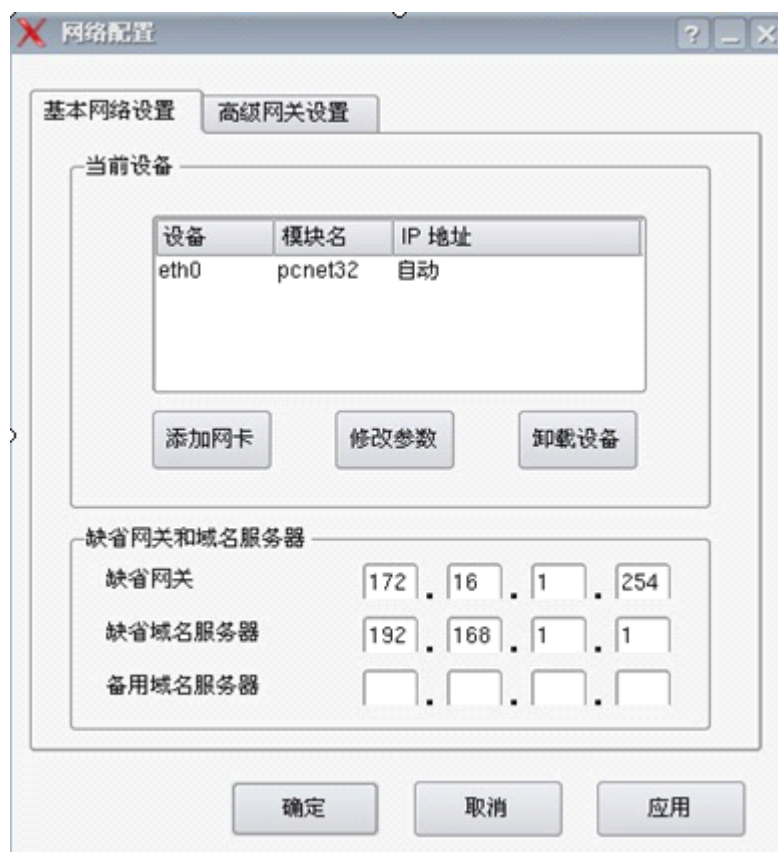 网络配置
基本网络设置 高级网关设置
当前设备
设备 模块名 IP 地址
eth0 pcnet32 自动
添加网卡 修改参数 卸载设备
缺省网关和域名服务器
缺省网关 172 . 16 . 1 . 254
缺省域名服务器 192 . 168 . 1 . 1
备用域名服务器 . . .
确定 取消 应用